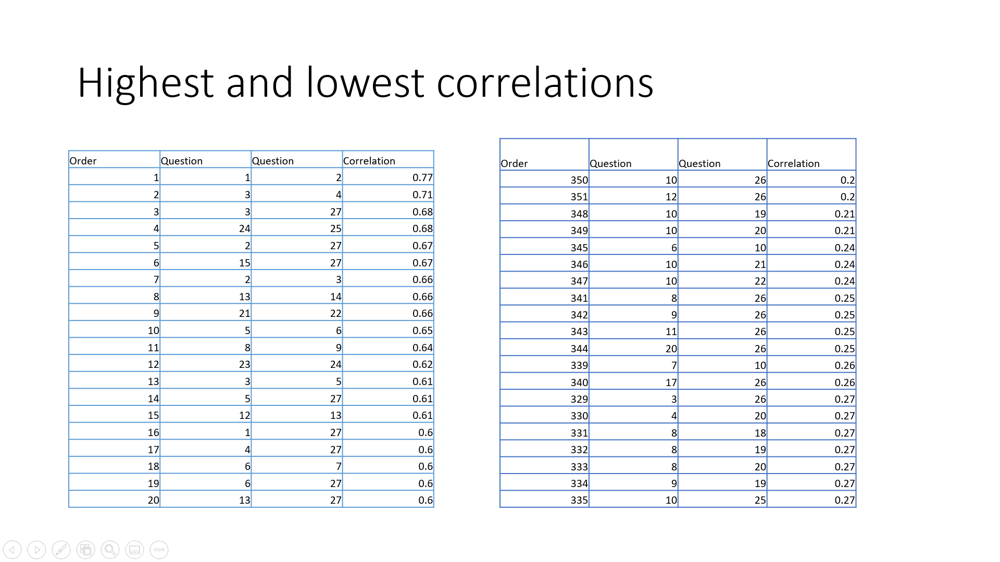 Highest and lowest correlations
Order Question Question Correlation
1 1 2 0.77
2 3 4 0.71
3 3 27 0.68
4 24 25 0.68
5 2 27 0.67
6 15 27 0.67
7 2 3 0.66
8 13 14 0.66
9 21 22 0.66
10 5 6 0.65
11 8 9 0.64
12 23 24 0.62
13 3 5 0.61
14 5 27 0.61
15 12 13 0.61
16 1 27 0.6
17 4 27 0.6
18 6 7 0.6
19 6 27 0.6
20 13 27 0.6
Order Question Question Correlation
350 10 26 0.2
351 12 26 0.2
348 10 19 0.21
349 10 20 0.21
345 6 10 0.24
346 10 21 0.24
347 10 22 0.24
341 8 26 0.25
342 9 26 0.25
343 11 26 0.25
344 20 26 0.25
339 7 10 0.26
340 17 26 0.26
329 3 26 0.27
330 4 20 0.27
331 8 18 0.27
332 8 19 0.27
333 8 20 0.27
334 9 19 0.27
335 10 25 0.27